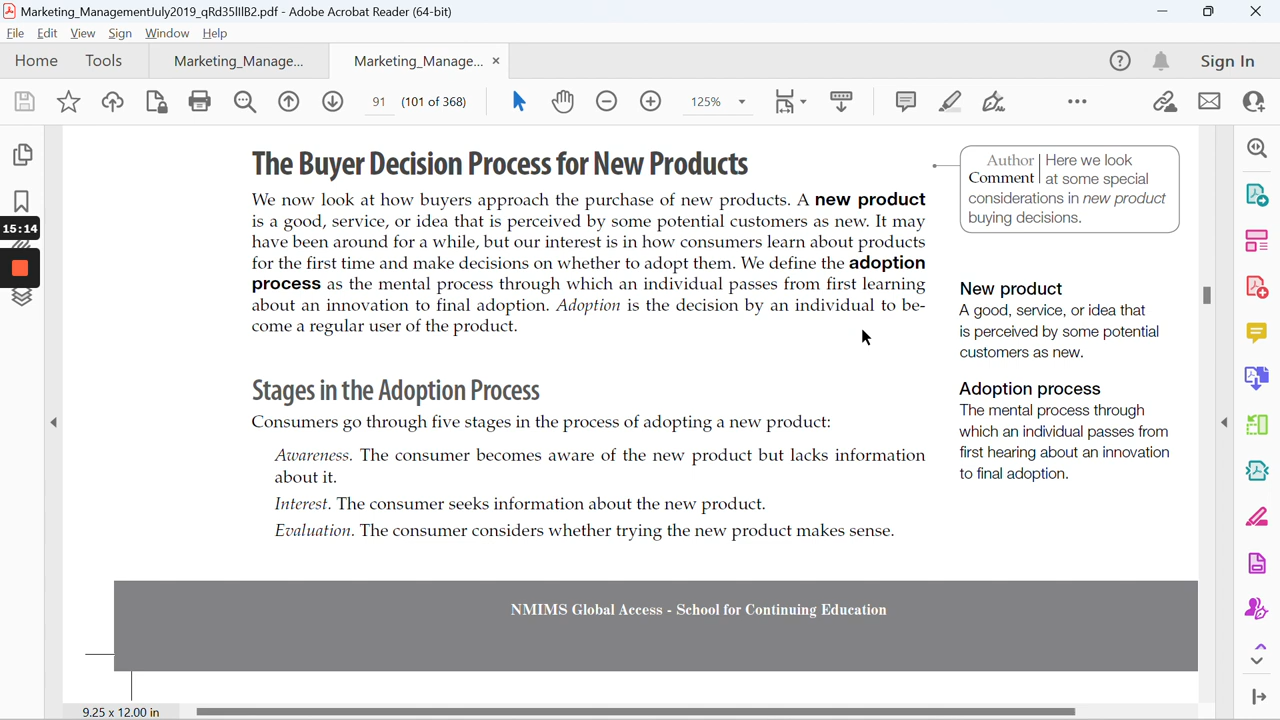 Marketing_ManagementJuly2019_qRd35IIlB2.pdf - Adobe Acrobat Reader (64-bit)
File Edit View Sign Window Help
Home Tools Marketing_Manage... Marketing_Manage... × Sign In
91 (101 of 368) 125%
The Buyer Decision Process for New Products
Author Comment | Here we look
at some special
considerations in new product
buying decisions.
We now look at how buyers approach the purchase of new products. A new product
is a good, service, or idea that is perceived by some potential customers as new. It may
have been around for a while, but our interest is in how consumers learn about products
for the first time and make decisions on whether to adopt them. We define the adoption
process as the mental process through which an individual passes from first learning
about an innovation to final adoption. Adoption is the decision by an individual to be-
come a regular user of the product.
15:14
New product
A good, service, or idea that
is perceived by some potential
customers as new.
Adoption process
The mental process through
which an individual passes from
first hearing about an innovation
to final adoption.
Stages in the Adoption Process
Consumers go through five stages in the process of adopting a new product:
Awareness. The consumer becomes aware of the new product but lacks information
about it.
Interest. The consumer seeks information about the new product.
Evaluation. The consumer considers whether trying the new product makes sense.
NMIMS Global Access - School for Continuing Education
9.25 x 12.00 in